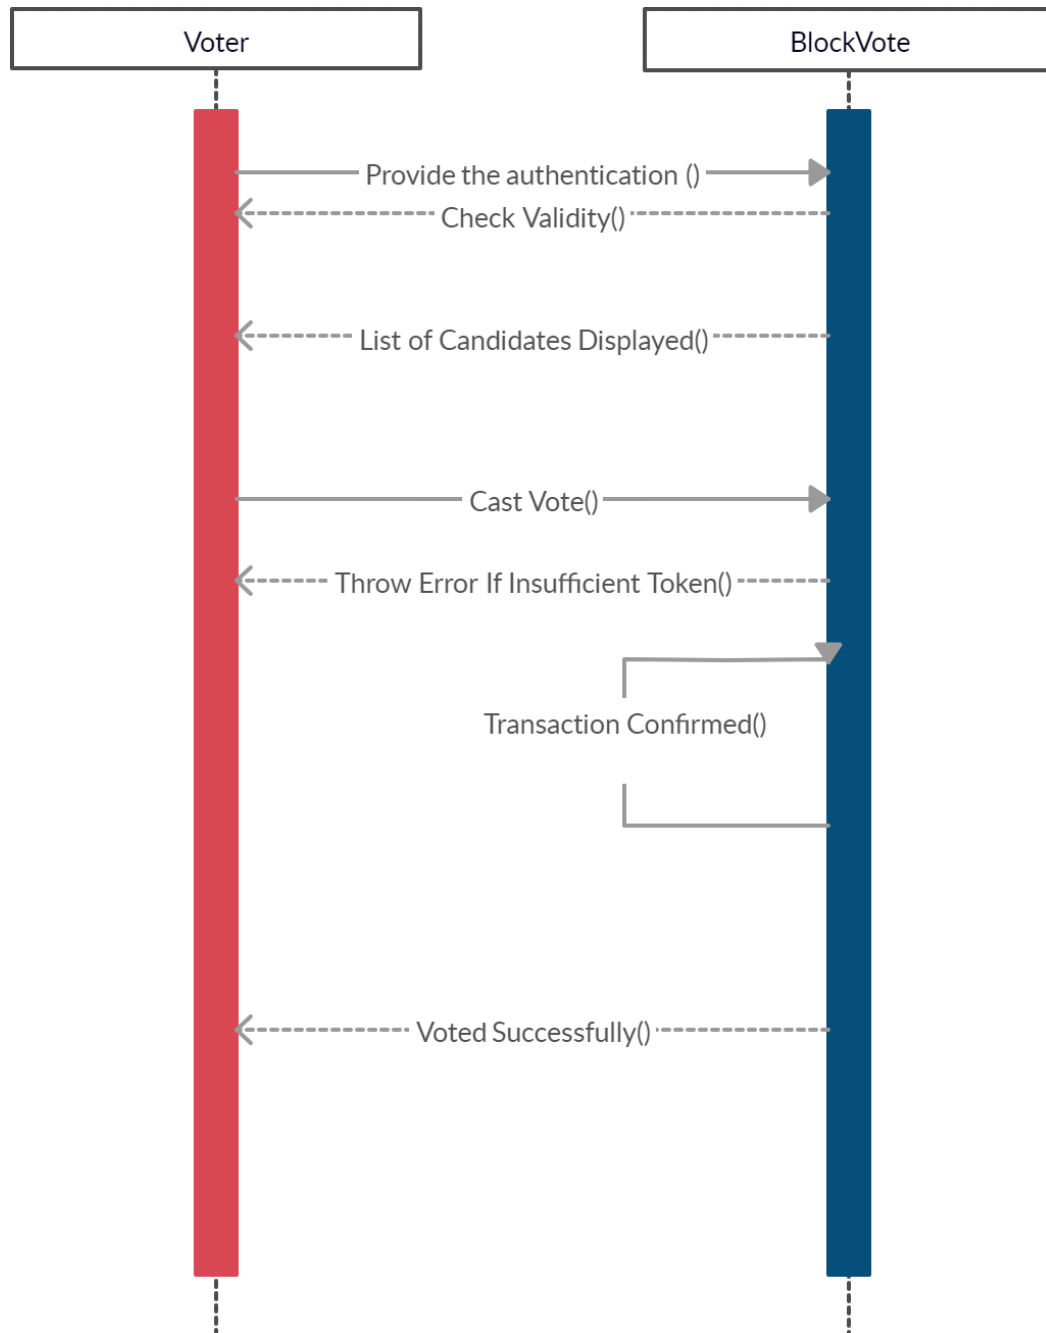 Voter
BlockVote
Provide the authentication ()
Check Validity()
List of Candidates Displayed()
Cast Vote()
Throw Error If Insufficient Token()
Transaction Confirmed()
Voted Successfully()